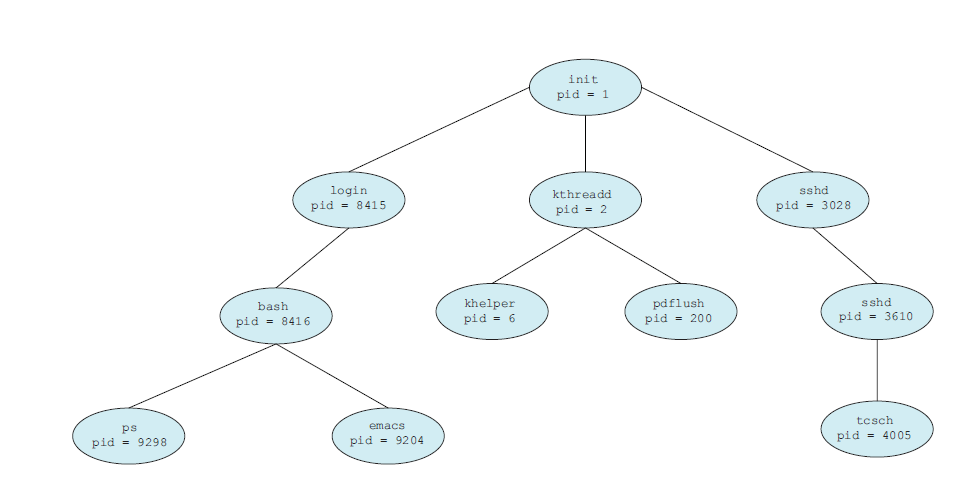 init
pid = 1
login
pid = 8415
kthreadd
pid = 2
sshd
pid = 3028
bash
pid = 8416
khelper
pid = 6
pdflush
pid = 200
sshd
pid = 3610
ps
pid = 9298
emacs
pid = 9204
tcsch
pid = 4005